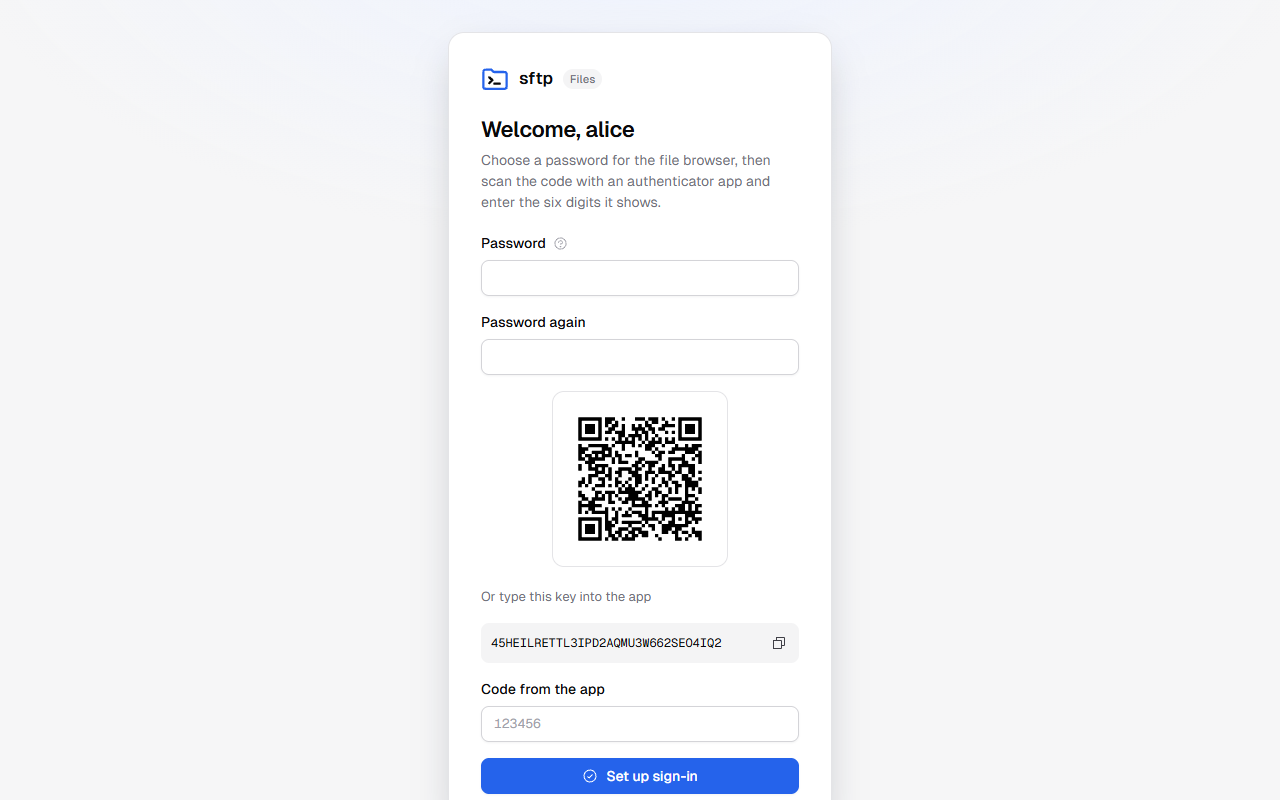 sftp Files
Welcome, alice
Choose a password for the file browser, then
scan the code with an authenticator app and
enter the six digits it shows.
Password
Password again
Or type this key into the app
45HEILRETTL3IPD2AQMU3W662SEO4IQ2
Code from the app
123456
Set up sign-in